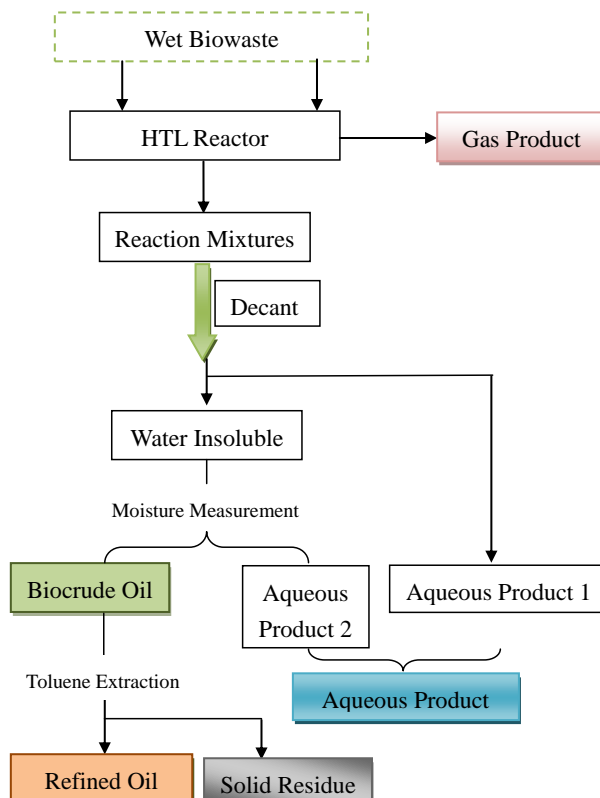 Wet Biowaste
HTL Reactor
Gas Product
Reaction Mixtures
Decant
Water Insoluble
Moisture Measurement
Biocrude Oil
Aqueous
Product 2
Aqueous Product 1
Toluene Extraction
Aqueous Product
Refined Oil
Solid Residue